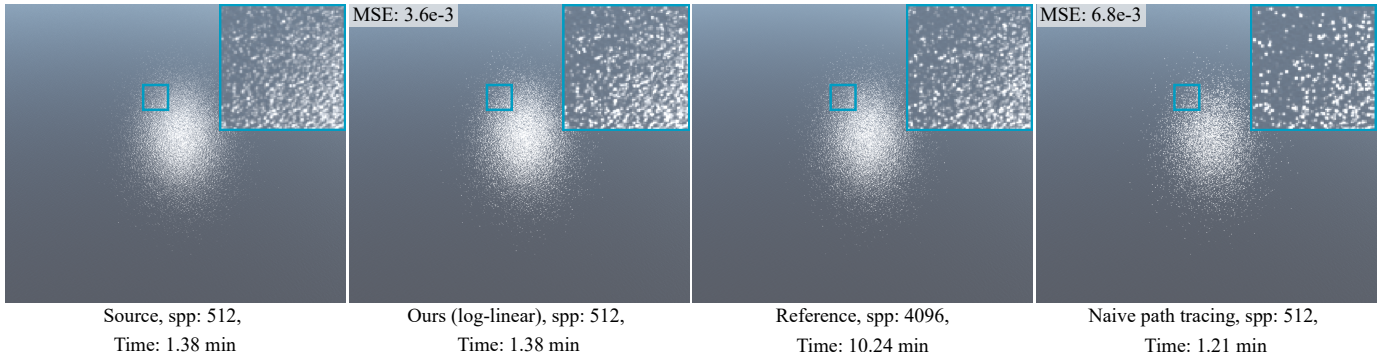 MSE: 3.6e-3
MSE: 6.8e-3
Source, spp: 512,
Time: 1.38 min
Ours (log-linear), spp: 512,
Time: 1.38 min
Reference, spp: 4096,
Time: 10.24 min
Naive path tracing, spp: 512,
Time: 1.21 min